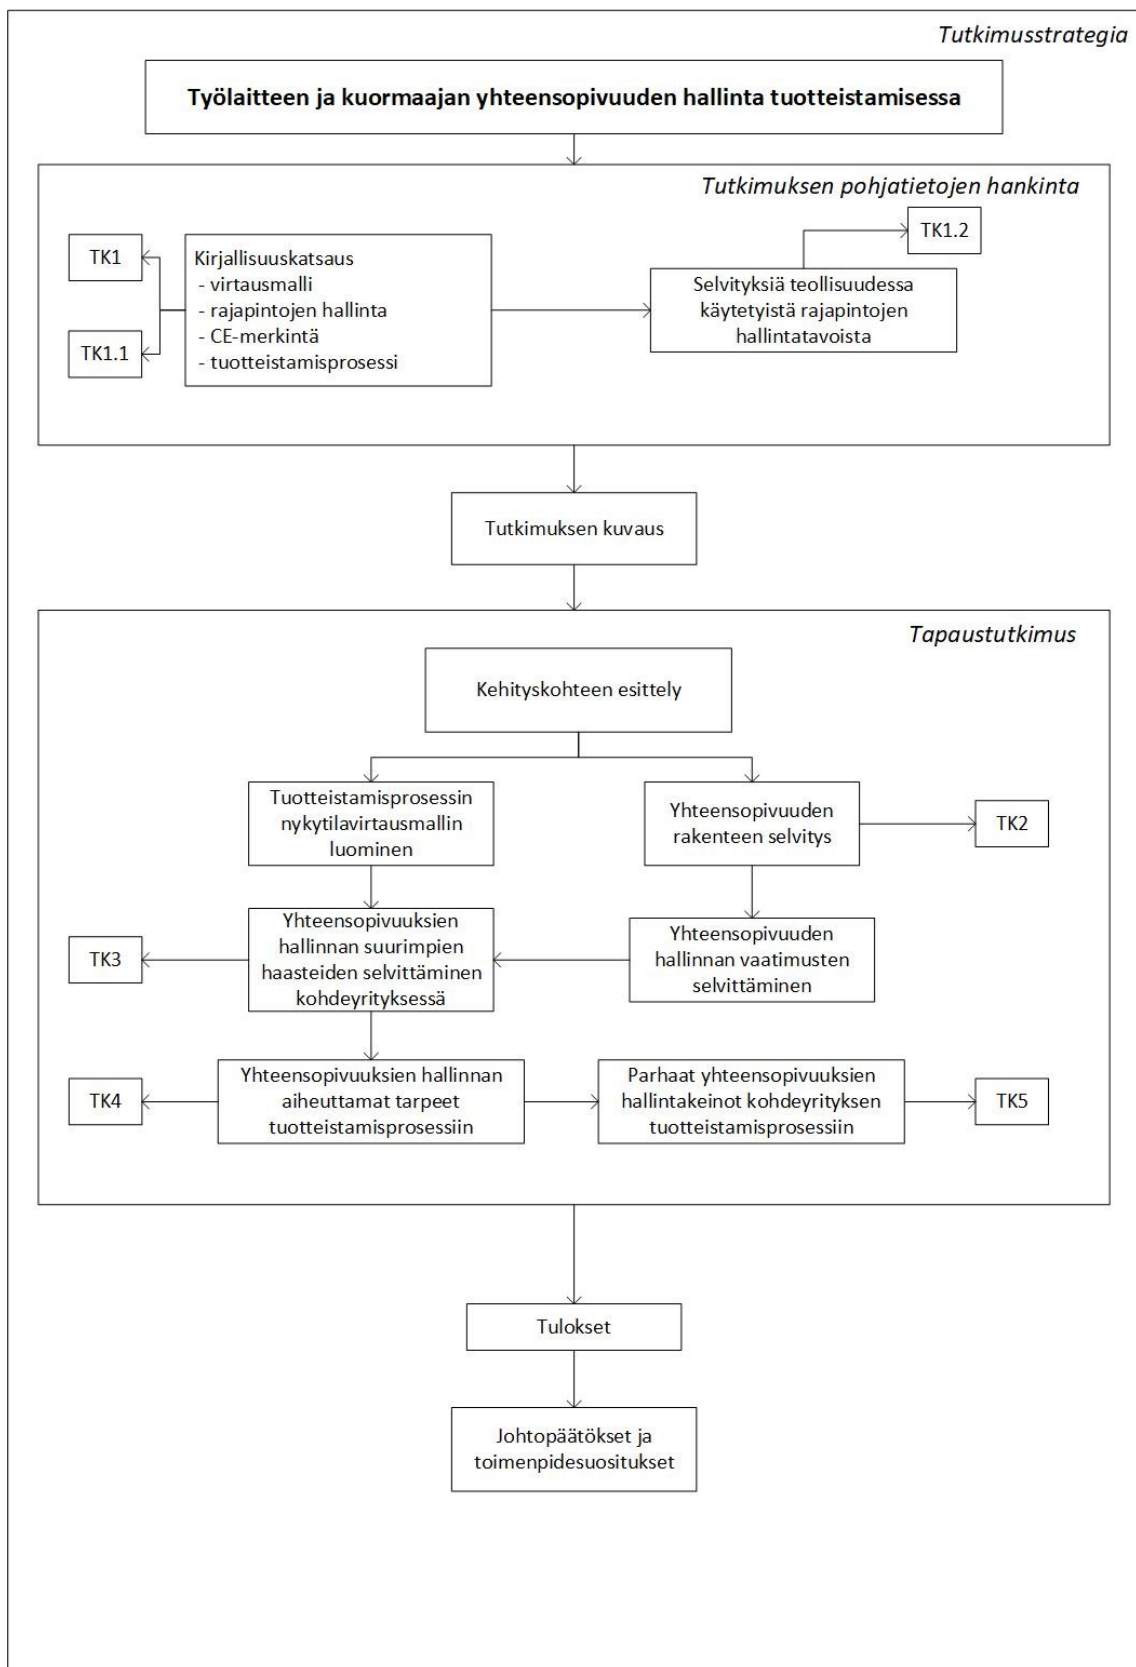 Tutkimusstrategia
Työlaitteen ja kuormaajan yhteensopivuuden hallinta tuotteistamisessa
Tutkimuksen pohjatietojen hankinta
TK1
TK1.1
Kirjallisuuskatsaus
- virtausmalli
- rajapintojen hallinta
- CE-merkintä
- tuotteistamisprosessi
TK1.2
Selvityksiä teollisuudessa
käytetyistä rajapintojen
hallintatavoista
Tutkimuksen kuvaus
Tapaustutkimus
Kehityskohteen esittely
Tuotteistamisprosessin
nykytilavirtausmallin
luominen
Yhteensopivuuden
rakenteen selvitys
TK2
TK3
Yhteensopivuuksien
hallinnan suurimpien
haasteiden selvittäminen
kohdeyrityksessä
Yhteensopivuuden
hallinnan vaatimusten
selvittäminen
TK4
Yhteensopivuuksien hallinnan
aiheuttamat tarpeet
tuotteistamisprosessiin
Parhaat yhteensopivuuksien
hallintakeinot kohdeyrityksen
tuotteistamisprosessiin
TK5
Tulokset
Johtopäätökset ja
toimenpidesuositukset